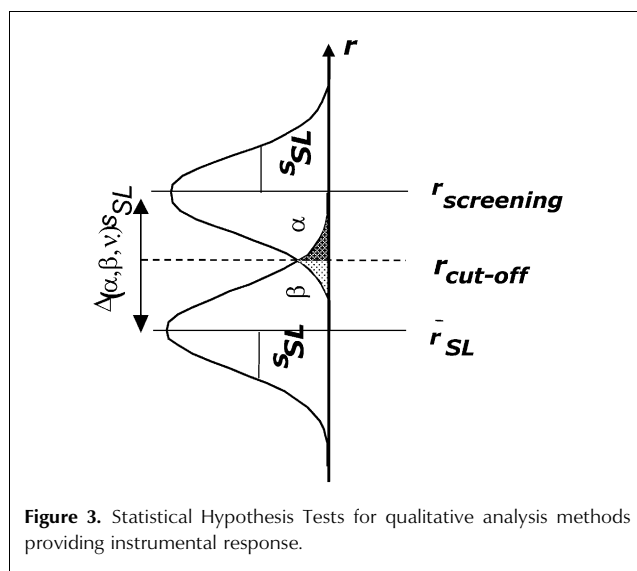 r
s_SL
r_screening
α
Δ(α,β,ν.)s_SL
r_cut-off
β
r̄_SL
s_SL
Figure 3. Statistical Hypothesis Tests for qualitative analysis methods
providing instrumental response.